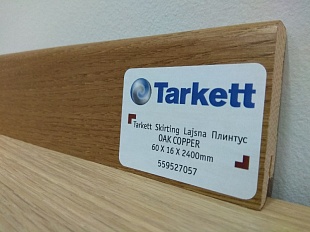 Tarkett
Tarkett Skirting Lajsna Плинтус
OAK COPPER
60 X 16 X 2400mm
559527057